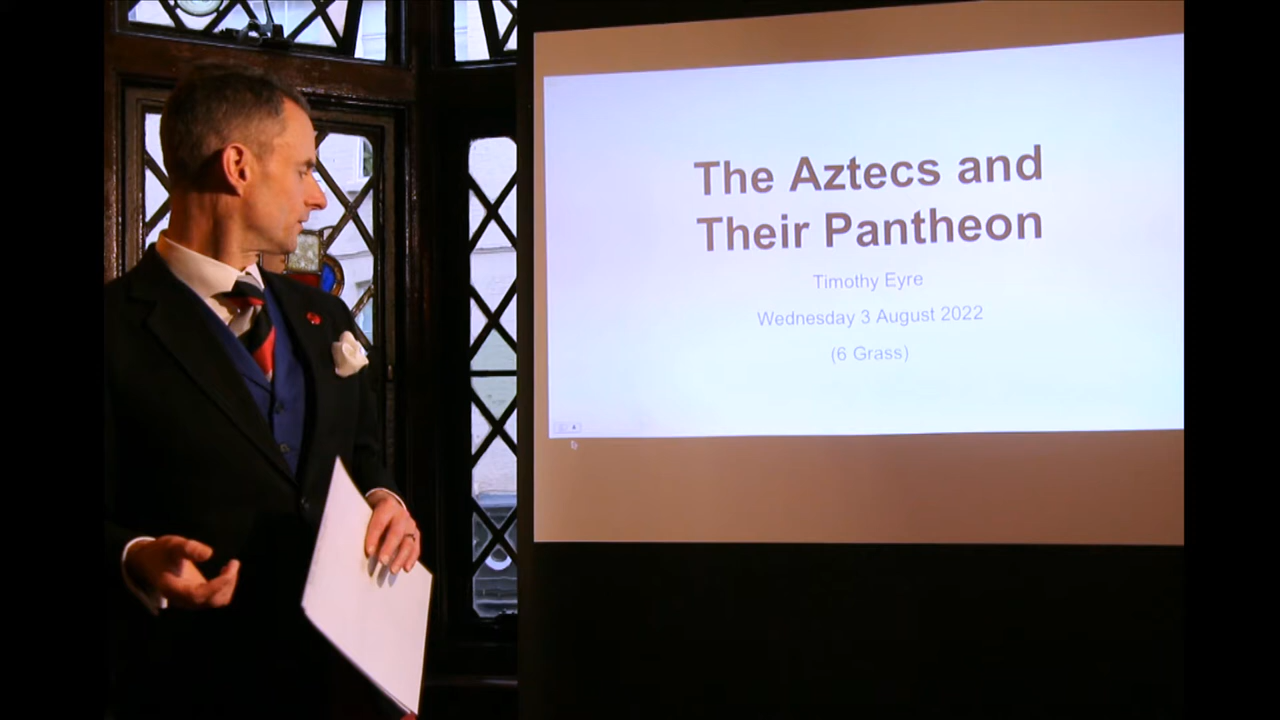 The Aztecs and
Their Pantheon
Timothy Eyre
Wednesday 3 August 2022
(6 Grass)